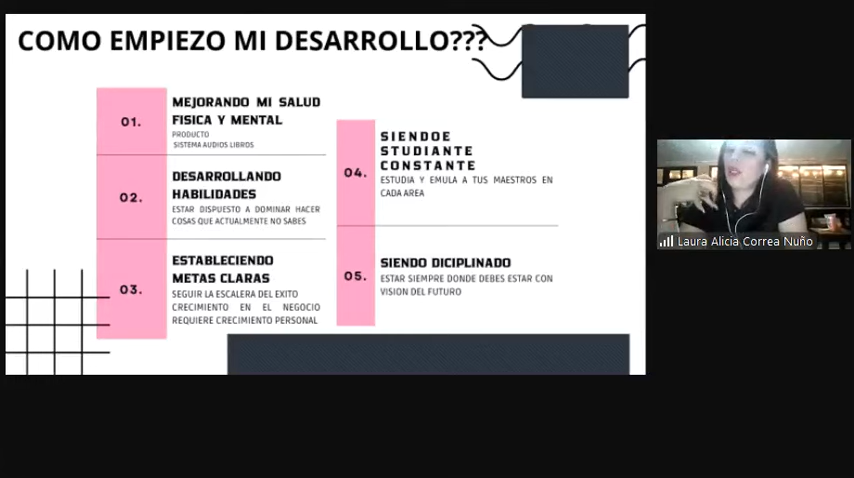 COMO EMPIEZO MI DESARROLLO???
01.
MEJORANDO MI SALUD
FISICA Y MENTAL
PRODUCTO
SISTEMA AUDIOS LIBROS
02.
DESARROLLANDO
HABILIDADES
ESTAR DISPUESTO A DOMINAR HACER
COSAS QUE ACTUALMENTE NO SABES
03.
ESTABLECIENDO
METAS CLARAS
SEGUIR LA ESCALERA DEL EXITO
CRECIMIENTO EN EL NEGOCIO
REQUIERE CRECIMIENTO PERSONAL
04.
SIENDOE
STUDIANTE
CONSTANTE
ESTUDIA Y EMULA A TUS MAESTROS EN
CADA AREA
05.
SIENDO DICIPLINADO
ESTAR SIEMPRE DONDE DEBES ESTAR CON
VISION DEL FUTURO
Laura Alicia Correa Nuño